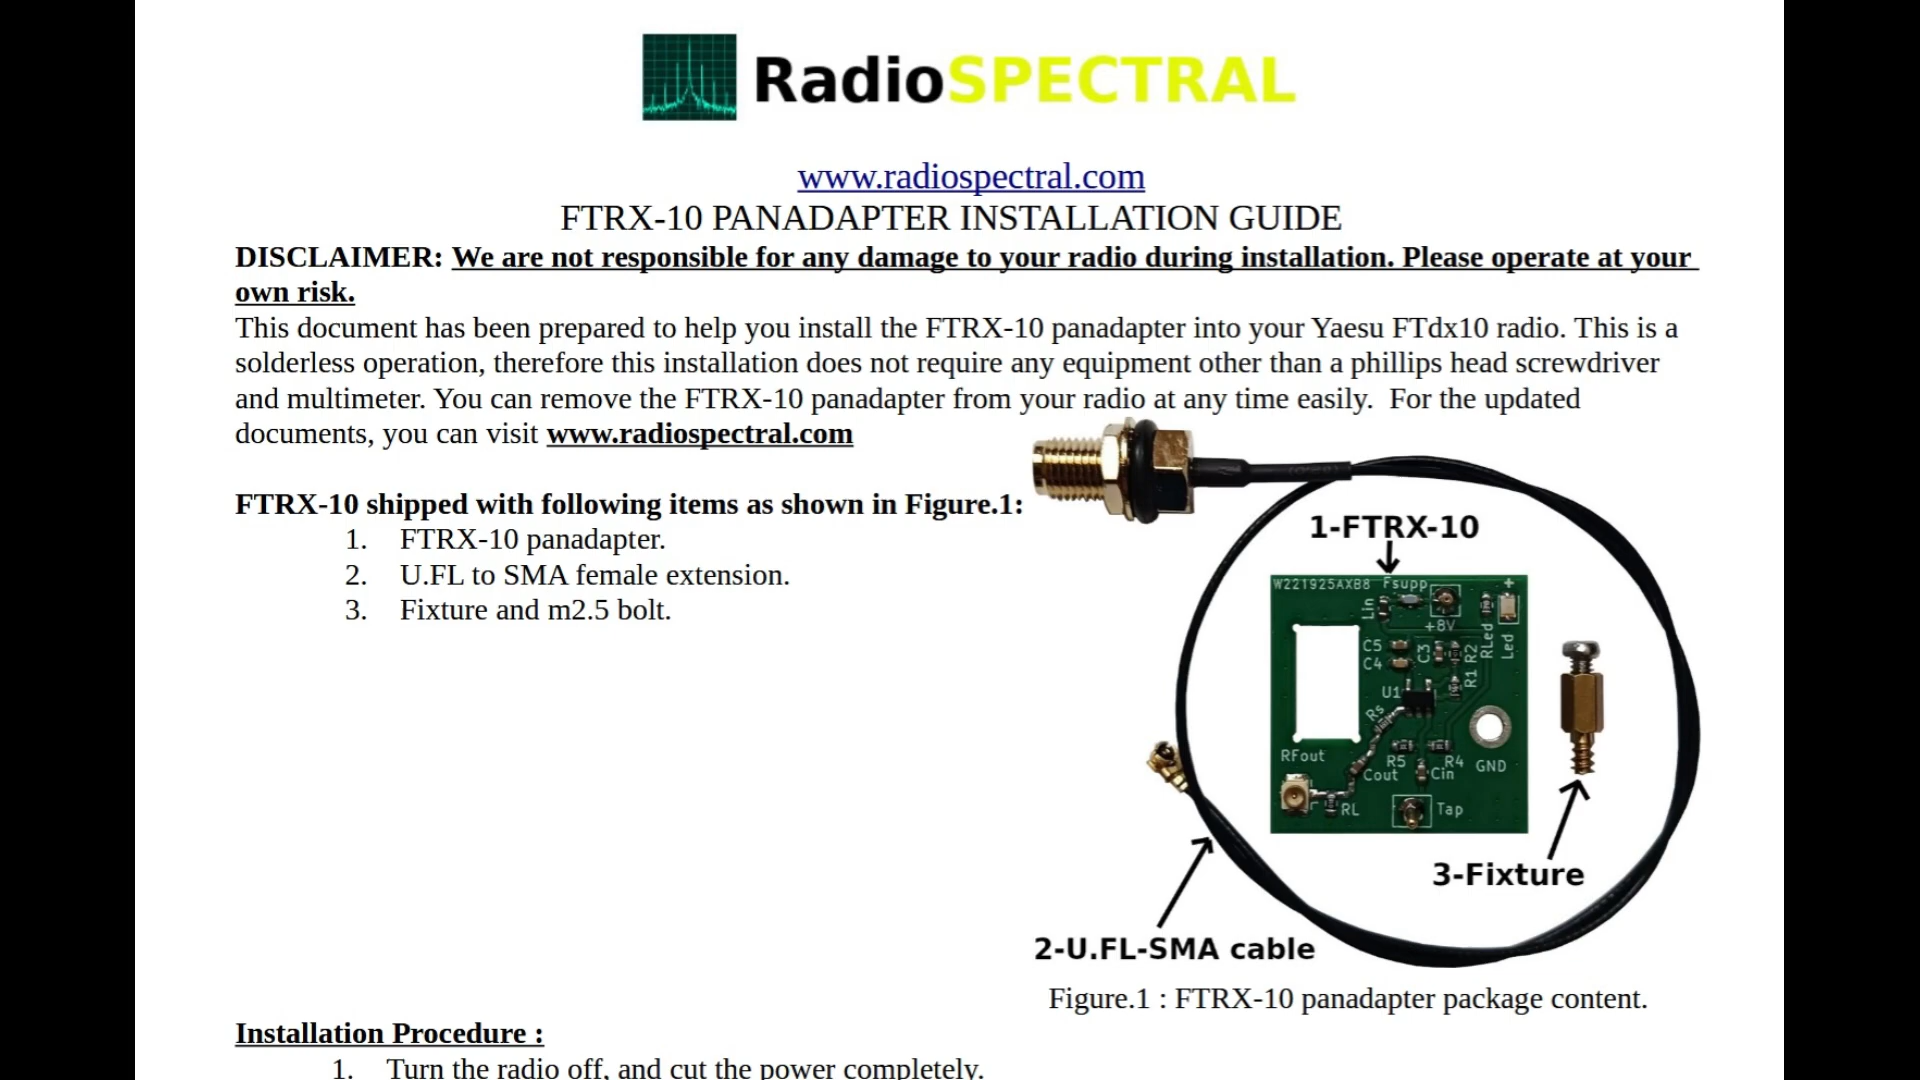 RadioSPECTRAL
www.radiospectral.com
FTRX-10 PANADAPTER INSTALLATION GUIDE
DISCLAIMER: We are not responsible for any damage to your radio during installation. Please operate at your
own risk.
This document has been prepared to help you install the FTRX-10 panadapter into your Yaesu FTdx10 radio. This is a
solderless operation, therefore this installation does not require any equipment other than a phillips head screwdriver
and multimeter. You can remove the FTRX-10 panadapter from your radio at any time easily.  For the updated
documents, you can visit www.radiospectral.com
FTRX-10 shipped with following items as shown in Figure.1:
1. FTRX-10 panadapter.
2. U.FL to SMA female extension.
3. Fixture and m2.5 bolt.
1-FTRX-10
W221925AXB8 Fsupp +
Lin
+8V
RLed
Led
C5
C4
C3
R2
R1
U1
Rs
RFout
R5
R4
GND
Cout
Cin
RL
Tap
3-Fixture
2-U.FL-SMA cable
Figure.1 : FTRX-10 panadapter package content.
Installation Procedure :
1. Turn the radio off, and cut the power completely.